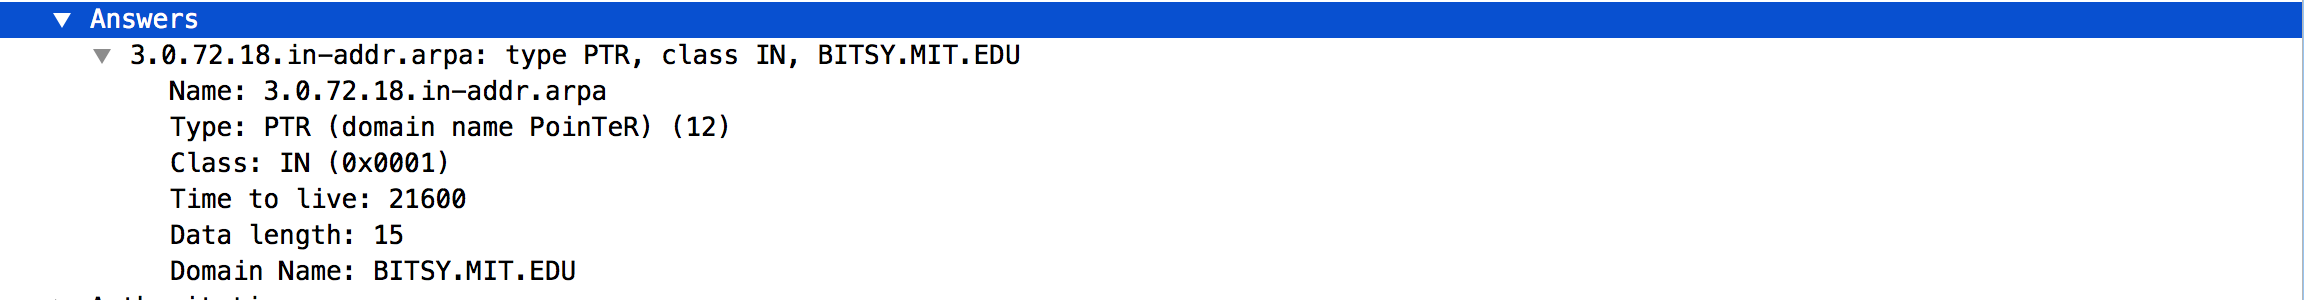 Answers
3.0.72.18.in-addr.arpa: type PTR, class IN, BITSY.MIT.EDU
Name: 3.0.72.18.in-addr.arpa
Type: PTR (domain name PoinTeR) (12)
Class: IN (0x0001)
Time to live: 21600
Data length: 15
Domain Name: BITSY.MIT.EDU